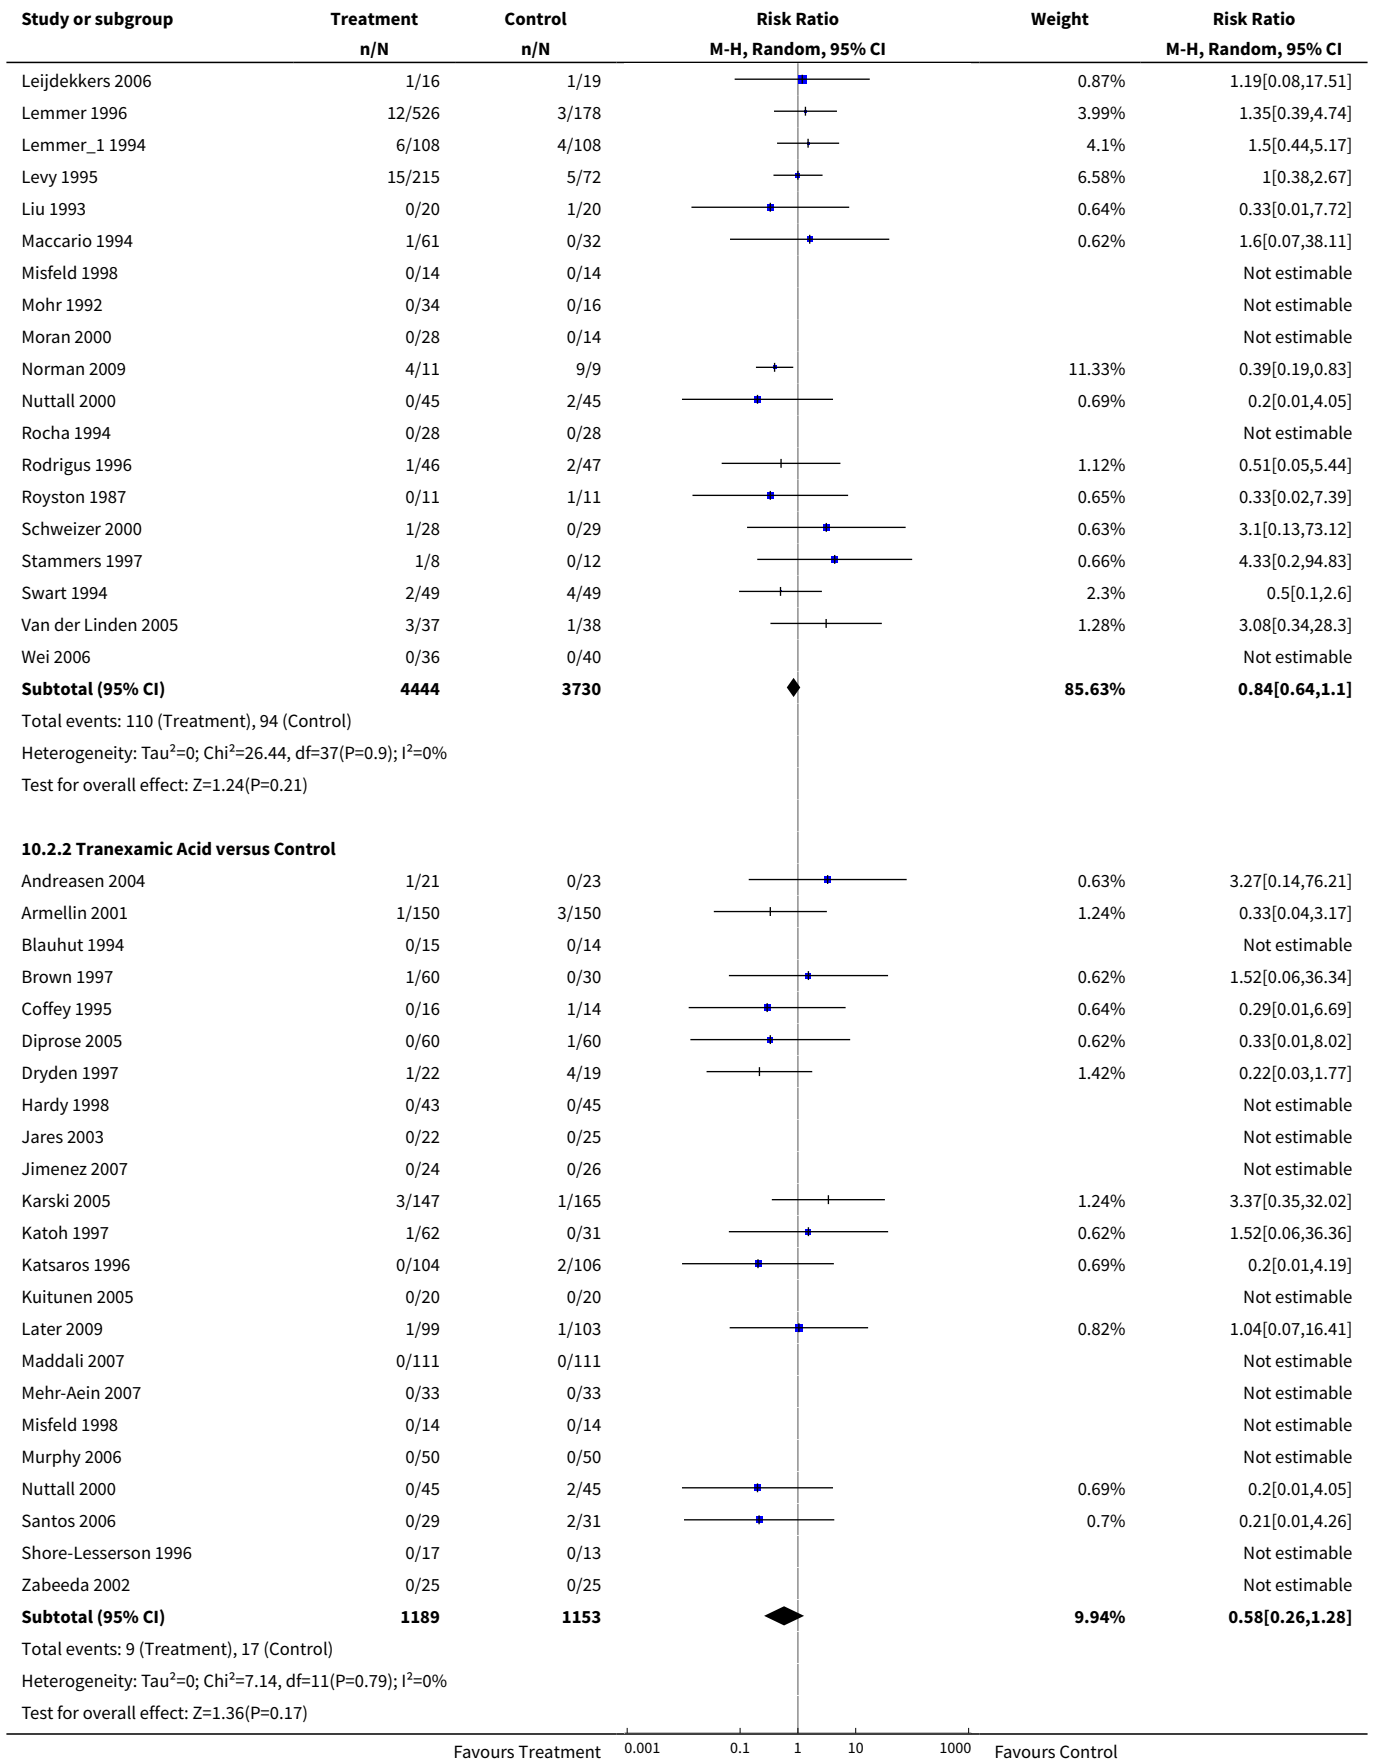 Study or subgroup Treatment Control Risk Ratio Weight Risk Ratio
n/N n/N M-H, Random, 95% CI M-H, Random, 95% CI
Leijdekkers 2006 1/16 1/19 0.87% 1.19[0.08,17.51]
Lemmer 1996 12/526 3/178 3.99% 1.35[0.39,4.74]
Lemmer_1 1994 6/108 4/108 4.1% 1.5[0.44,5.17]
Levy 1995 15/215 5/72 6.58% 1[0.38,2.67]
Liu 1993 0/20 1/20 0.64% 0.33[0.01,7.72]
Maccario 1994 1/61 0/32 0.62% 1.6[0.07,38.11]
Misfeld 1998 0/14 0/14 Not estimable
Mohr 1992 0/34 0/16 Not estimable
Moran 2000 0/28 0/14 Not estimable
Norman 2009 4/11 9/9 11.33% 0.39[0.19,0.83]
Nuttall 2000 0/45 2/45 0.69% 0.2[0.01,4.05]
Rocha 1994 0/28 0/28 Not estimable
Rodrigus 1996 1/46 2/47 1.12% 0.51[0.05,5.44]
Royston 1987 0/11 1/11 0.65% 0.33[0.02,7.39]
Schweizer 2000 1/28 0/29 0.63% 3.1[0.13,73.12]
Stammers 1997 1/8 0/12 0.66% 4.33[0.2,94.83]
Swart 1994 2/49 4/49 2.3% 0.5[0.1,2.6]
Van der Linden 2005 3/37 1/38 1.28% 3.08[0.34,28.3]
Wei 2006 0/36 0/40 Not estimable
Subtotal (95% CI) 4444 3730 85.63% 0.84[0.64,1.1]
Total events: 110 (Treatment), 94 (Control)
Heterogeneity: Tau²=0; Chi²=26.44, df=37(P=0.9); I²=0%
Test for overall effect: Z=1.24(P=0.21)
10.2.2 Tranexamic Acid versus Control
Andreasen 2004 1/21 0/23 0.63% 3.27[0.14,76.21]
Armellin 2001 1/150 3/150 1.24% 0.33[0.04,3.17]
Blauhut 1994 0/15 0/14 Not estimable
Brown 1997 1/60 0/30 0.62% 1.52[0.06,36.34]
Coffey 1995 0/16 1/14 0.64% 0.29[0.01,6.69]
Diprose 2005 0/60 1/60 0.62% 0.33[0.01,8.02]
Dryden 1997 1/22 4/19 1.42% 0.22[0.03,1.77]
Hardy 1998 0/43 0/45 Not estimable
Jares 2003 0/22 0/25 Not estimable
Jimenez 2007 0/24 0/26 Not estimable
Karski 2005 3/147 1/165 1.24% 3.37[0.35,32.02]
Katoh 1997 1/62 0/31 0.62% 1.52[0.06,36.36]
Katsaros 1996 0/104 2/106 0.69% 0.2[0.01,4.19]
Kuitunen 2005 0/20 0/20 Not estimable
Later 2009 1/99 1/103 0.82% 1.04[0.07,16.41]
Maddali 2007 0/111 0/111 Not estimable
Mehr-Aein 2007 0/33 0/33 Not estimable
Misfeld 1998 0/14 0/14 Not estimable
Murphy 2006 0/50 0/50 Not estimable
Nuttall 2000 0/45 2/45 0.69% 0.2[0.01,4.05]
Santos 2006 0/29 2/31 0.7% 0.21[0.01,4.26]
Shore-Lesserson 1996 0/17 0/13 Not estimable
Zabeeda 2002 0/25 0/25 Not estimable
Subtotal (95% CI) 1189 1153 9.94% 0.58[0.26,1.28]
Total events: 9 (Treatment), 17 (Control)
Heterogeneity: Tau²=0; Chi²=7.14, df=11(P=0.79); I²=0%
Test for overall effect: Z=1.36(P=0.17)
Favours Treatment 0.001 0.1 1 10 1000 Favours Control